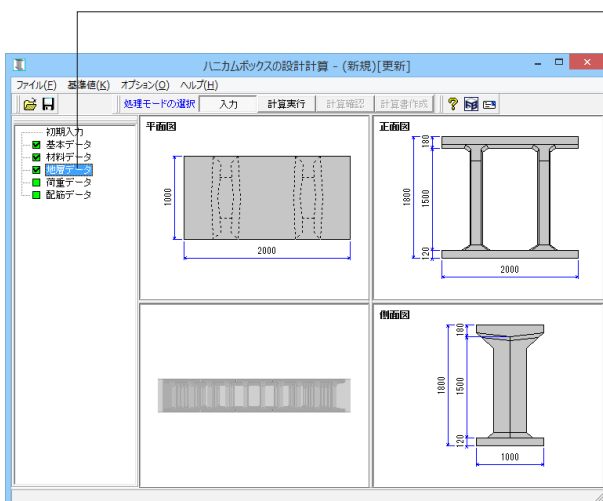 ハニカムボックスの設計計算 - (新規)[更新]
ファイル(F) 基準値(K) オプション(O) ヘルプ(H)
処理モードの選択 入力 計算実行 計算確認 計算書作成 ?
初期入力
基本データ
材料データ
地層データ
荷重データ
配筋データ
平面図
1000
2000
正面図
180
1800
1500
120
2000
側面図
180
1800
1500
120
1000